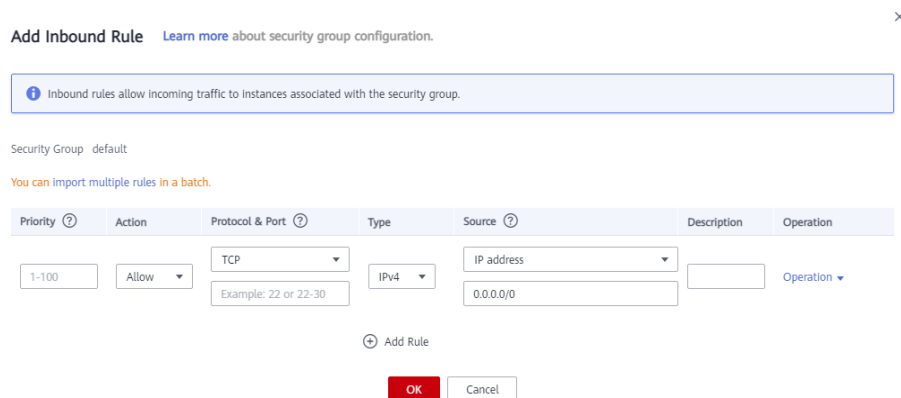 Add Inbound Rule Learn more about security group configuration.
Inbound rules allow incoming traffic to instances associated with the security group.
Security Group default
You can import multiple rules in a batch.
Priority Action Protocol & Port Type Source Description Operation
TCP IP address
1-100 Allow IPv4 Operation
Example: 22 or 22-30 0.0.0.0/0
Add Rule
OK Cancel